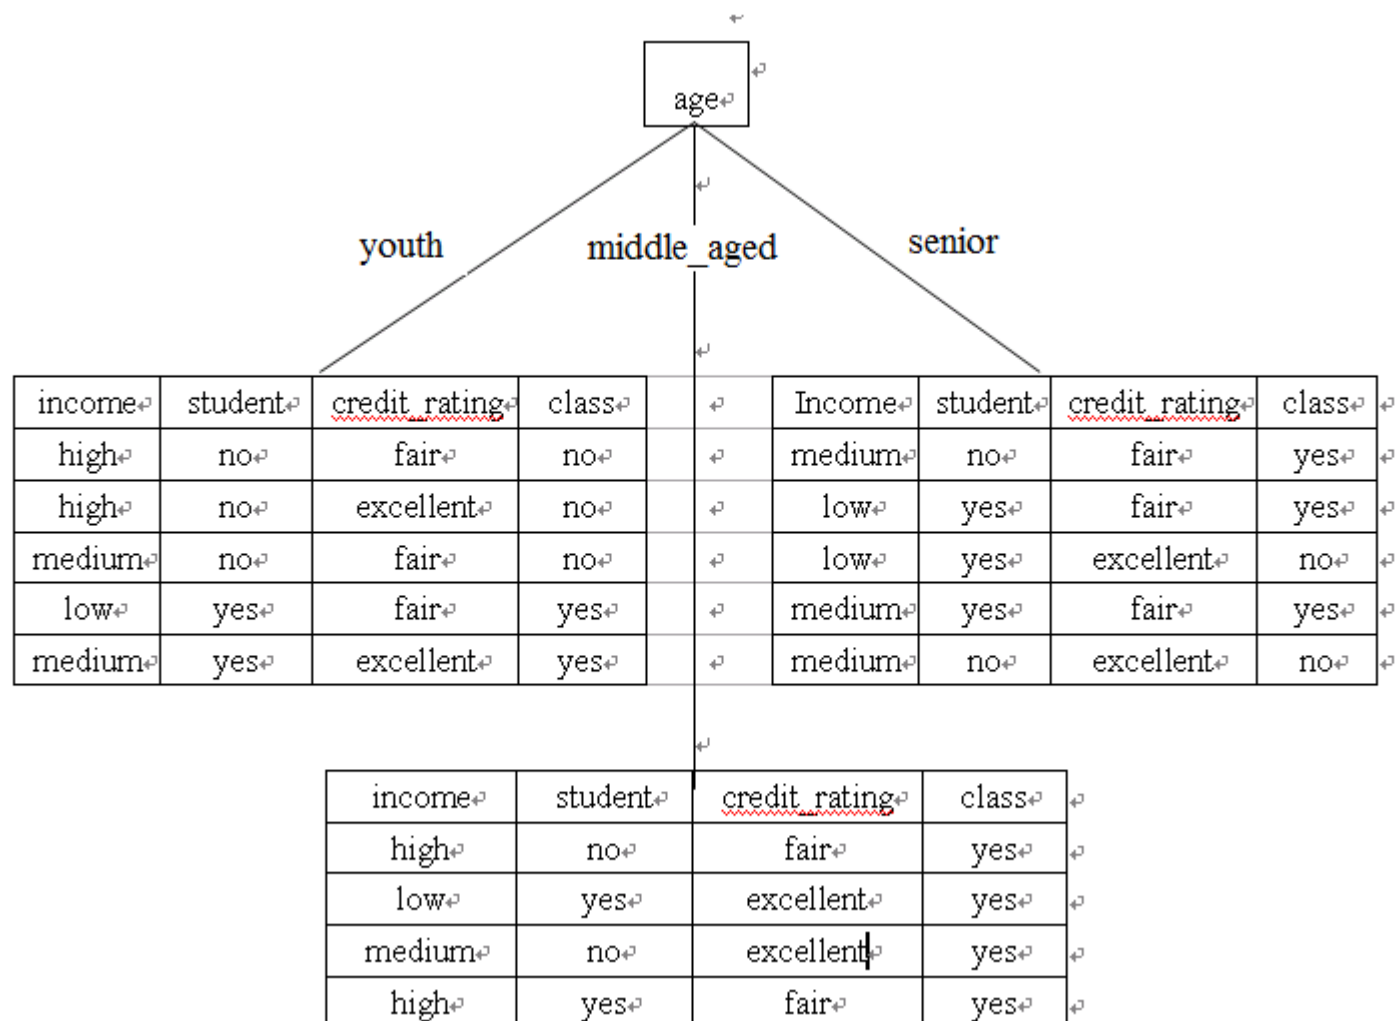 age
youth
middle_aged
senior
income student credit_rating class
high no fair no
high no excellent no
medium no fair no
low yes fair yes
medium yes excellent yes
Income student credit_rating class
medium no fair yes
low yes fair yes
low yes excellent no
medium yes fair yes
medium no excellent no
income student credit_rating class
high no fair yes
low yes excellent yes
medium no excellent yes
high yes fair yes